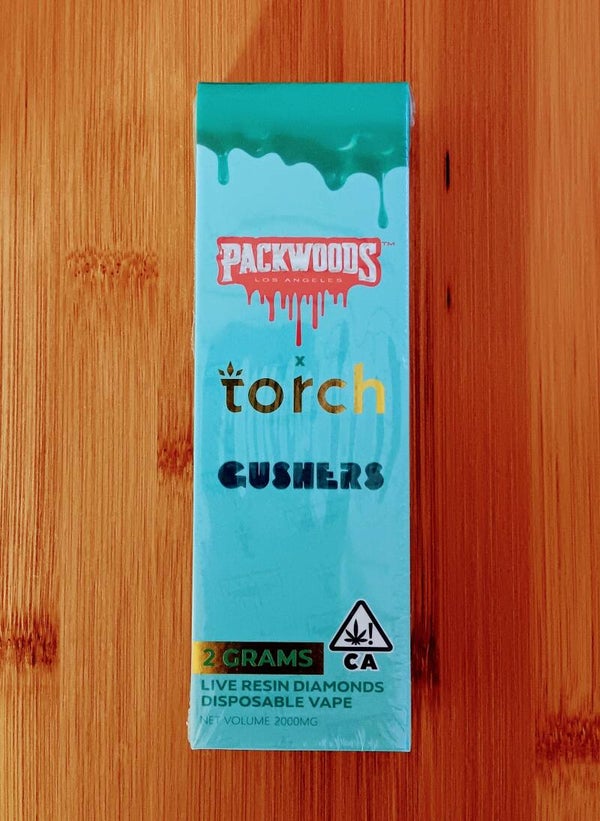 PACKWOODS™
LOS ANGELES
x
torch
GUSHERS
2 GRAMS
CA
LIVE RESIN DIAMONDS
DISPOSABLE VAPE
NET VOLUME 2000MG